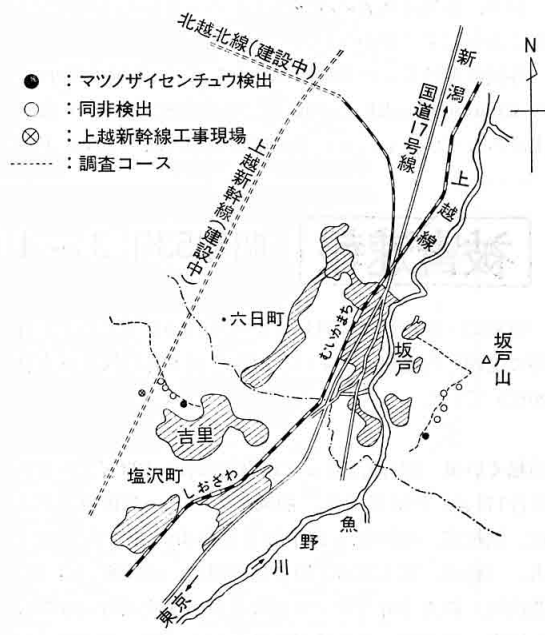 北越北線(建設中)
● : マツノザイセンチュウ検出
○ : 同非検出
⊗ : 上越新幹線工事現場
------ : 調査コース
上越新幹線(建設中)
新潟
国道17号線
上越線
N
六日町
むいかまち
坂戸
坂戸山
吉里
塩沢町
しおざわ
魚野川
東京